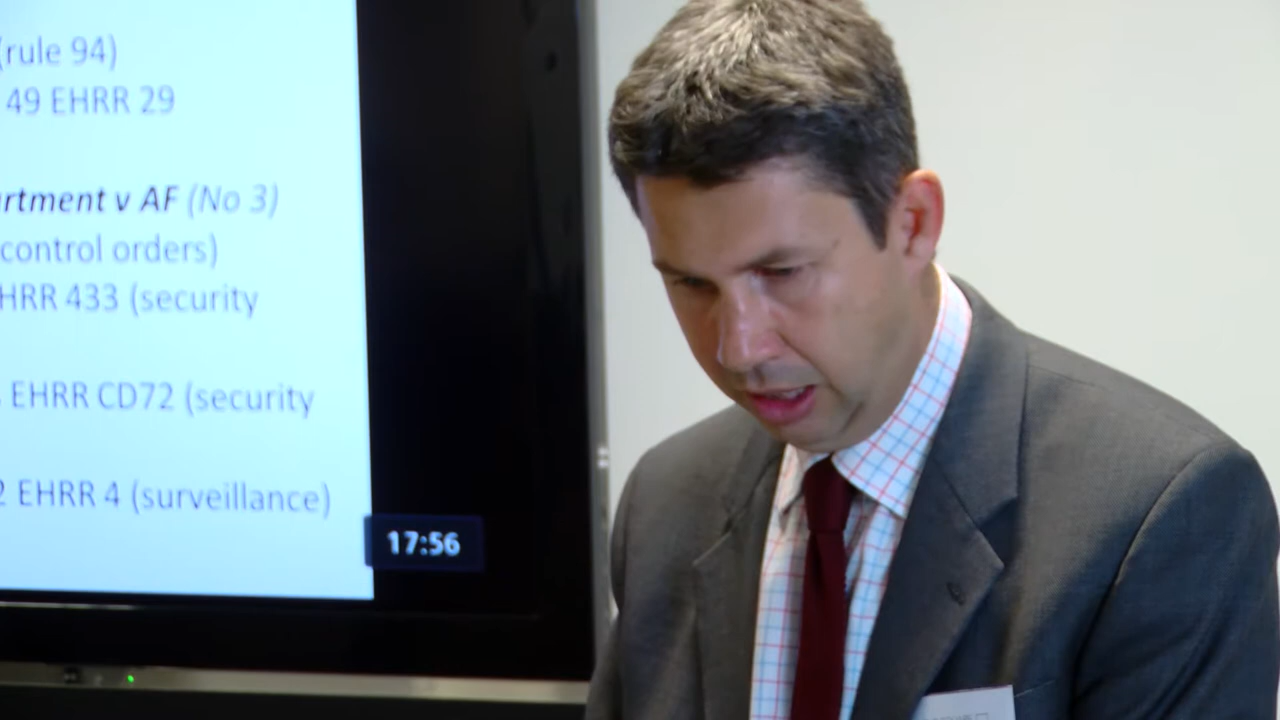 (rule 94)
49 EHRR 29
artment v AF (No 3)
control orders)
HRR 433 (security
EHRR CD72 (security
2 EHRR 4 (surveillance)
17:56